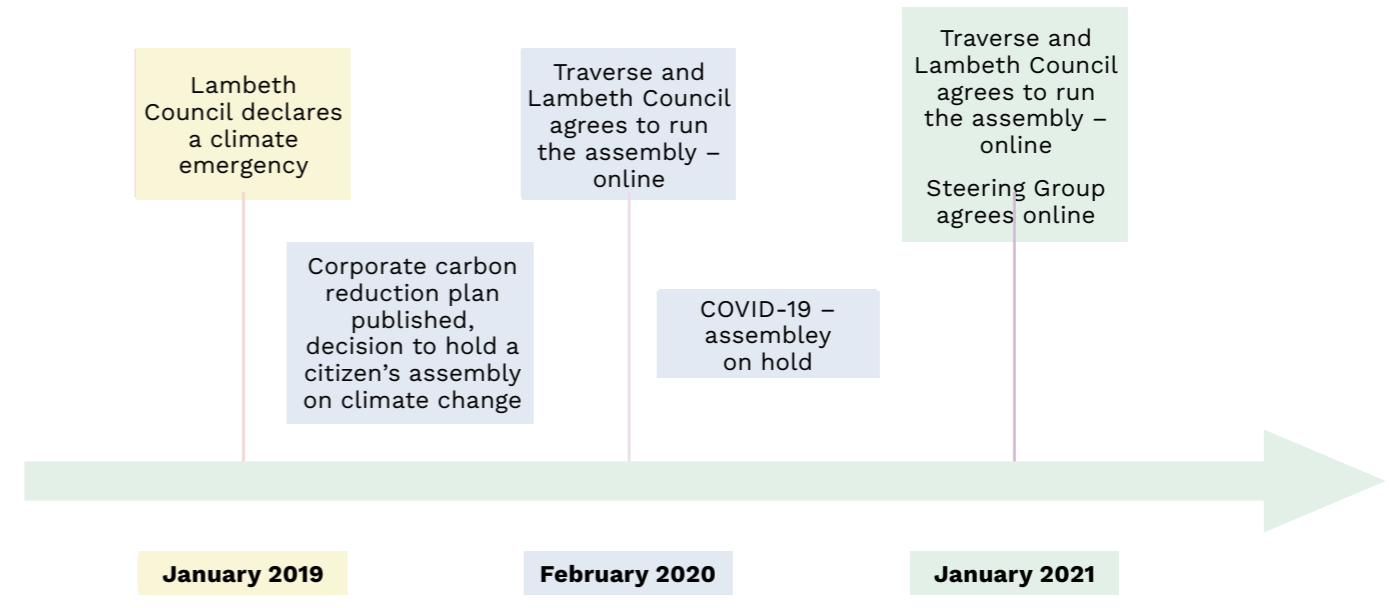 Lambeth
Council declares
a climate
emergency
Corporate carbon
reduction plan
published,
decision to hold a
citizen’s assembly
on climate change
Traverse and
Lambeth Council
agrees to run
the assembly –
online
COVID-19 –
assembley
on hold
Traverse and
Lambeth Council
agrees to run
the assembly –
online
Steering Group
agrees online
January 2019
February 2020
January 2021